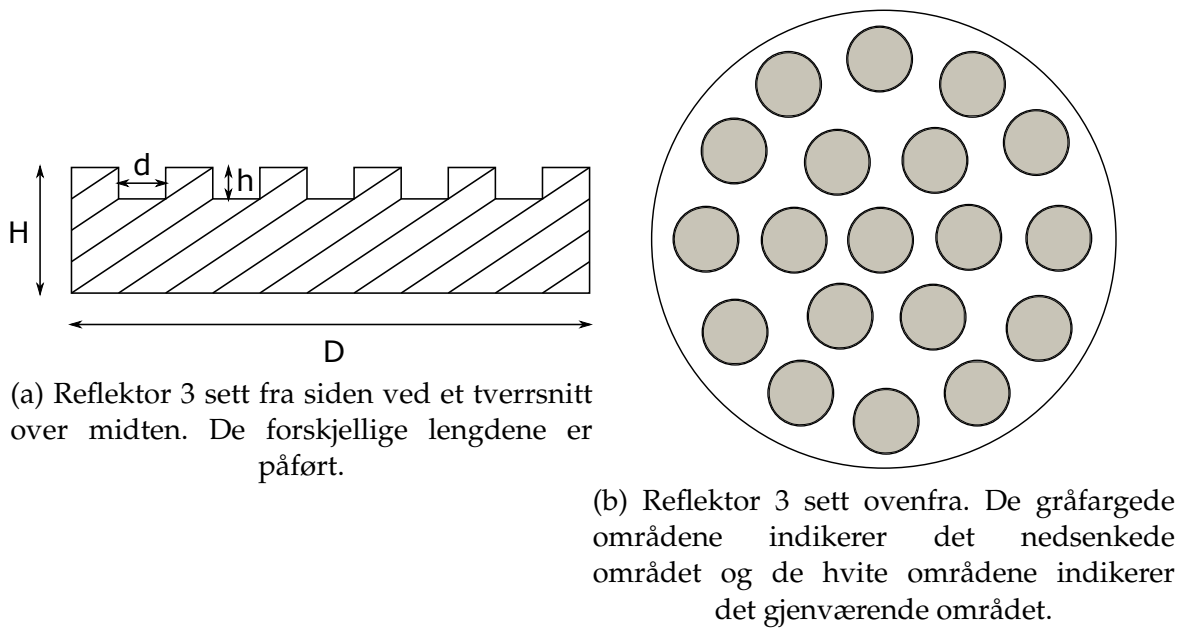 d
h
H
D
(a) Reflektor 3 sett fra siden ved et tverrsnitt
over midten. De forskjellige lengdene er
påført.
(b) Reflektor 3 sett ovenfra. De gråfargede
områdene indikerer det nedsenkede
området og de hvite områdene indikerer
det gjenværende området.